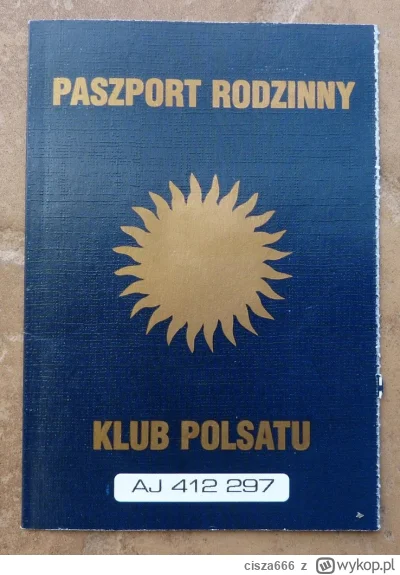 PASZPORT RODZINNY
KLUB POLSATU
AJ 412 297
cisza666 z wykop.pl